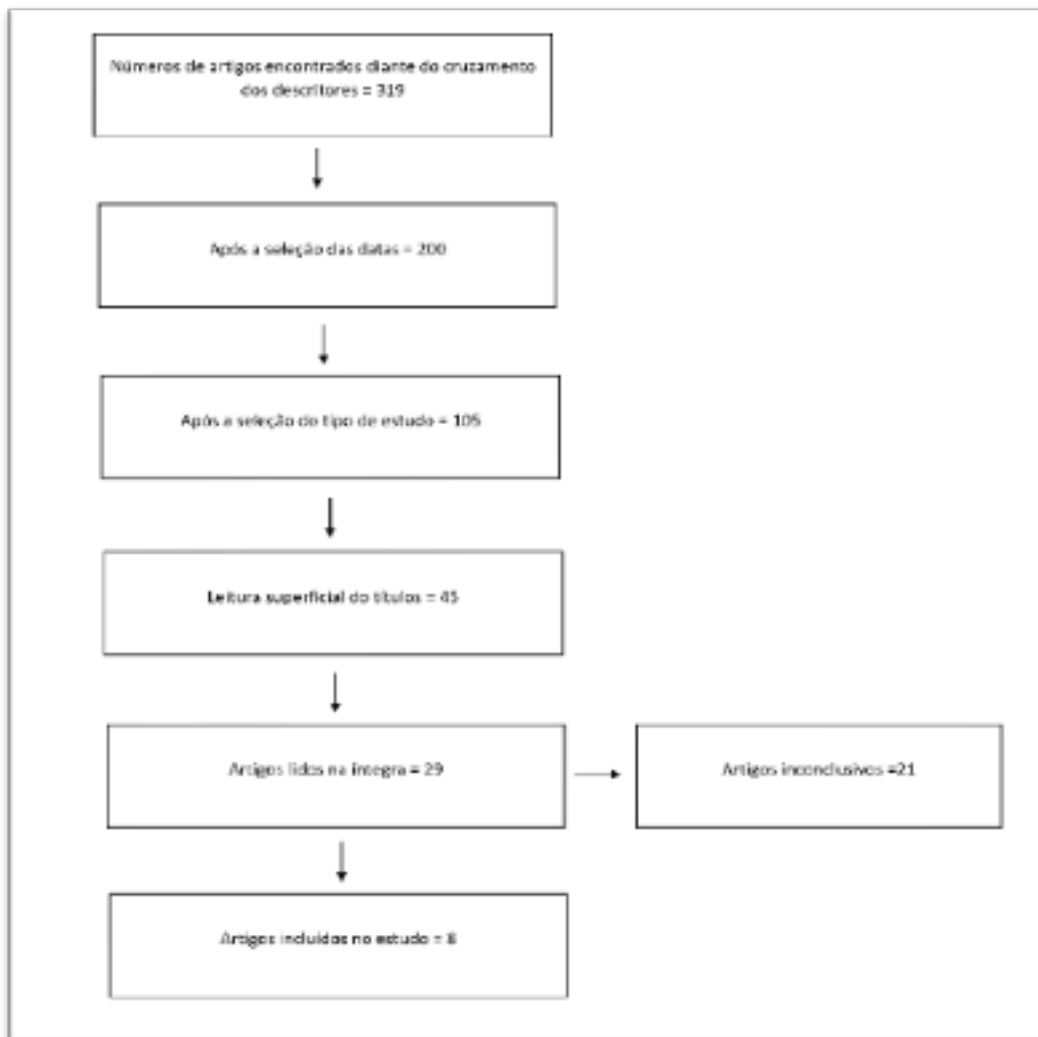 Números de artigos encontrados diante do cruzamento
dos descritores = 319
Após a seleção das datas = 200
Após a seleção do tipo de estudo = 105
Leitura superficial do títulos = 45
Artigos lidos na íntegra = 29
Artigos inconclusivos =21
Artigos incluídos no estudo = 8